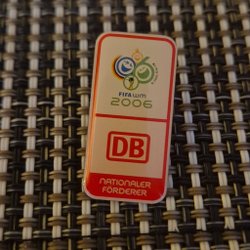 FIFA WM
2006
DB
NATIONALER
FÖRDERER